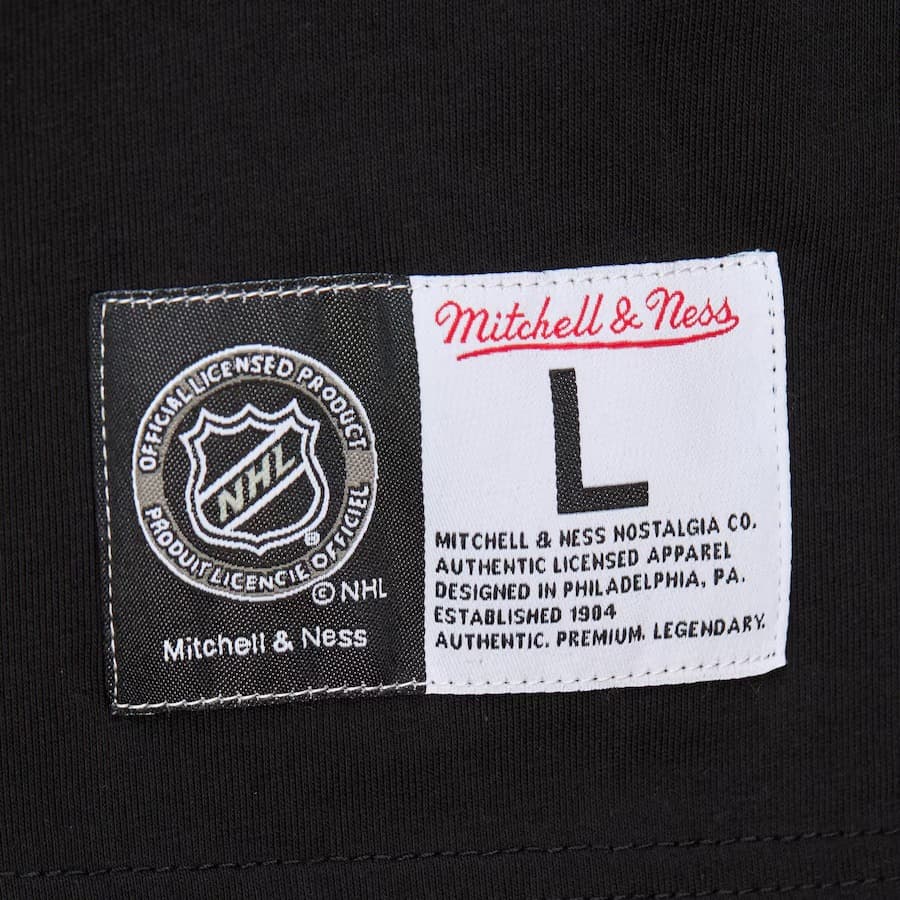 OFFICIAL LICENSED PRODUCT
NHL
®
PRODUIT LICENCIE OFFICIEL
© NHL
Mitchell & Ness
Mitchell & Ness
L
MITCHELL & NESS NOSTALGIA CO.
AUTHENTIC LICENSED APPAREL
DESIGNED IN PHILADELPHIA, PA.
ESTABLISHED 1904
AUTHENTIC. PREMIUM. LEGENDARY.